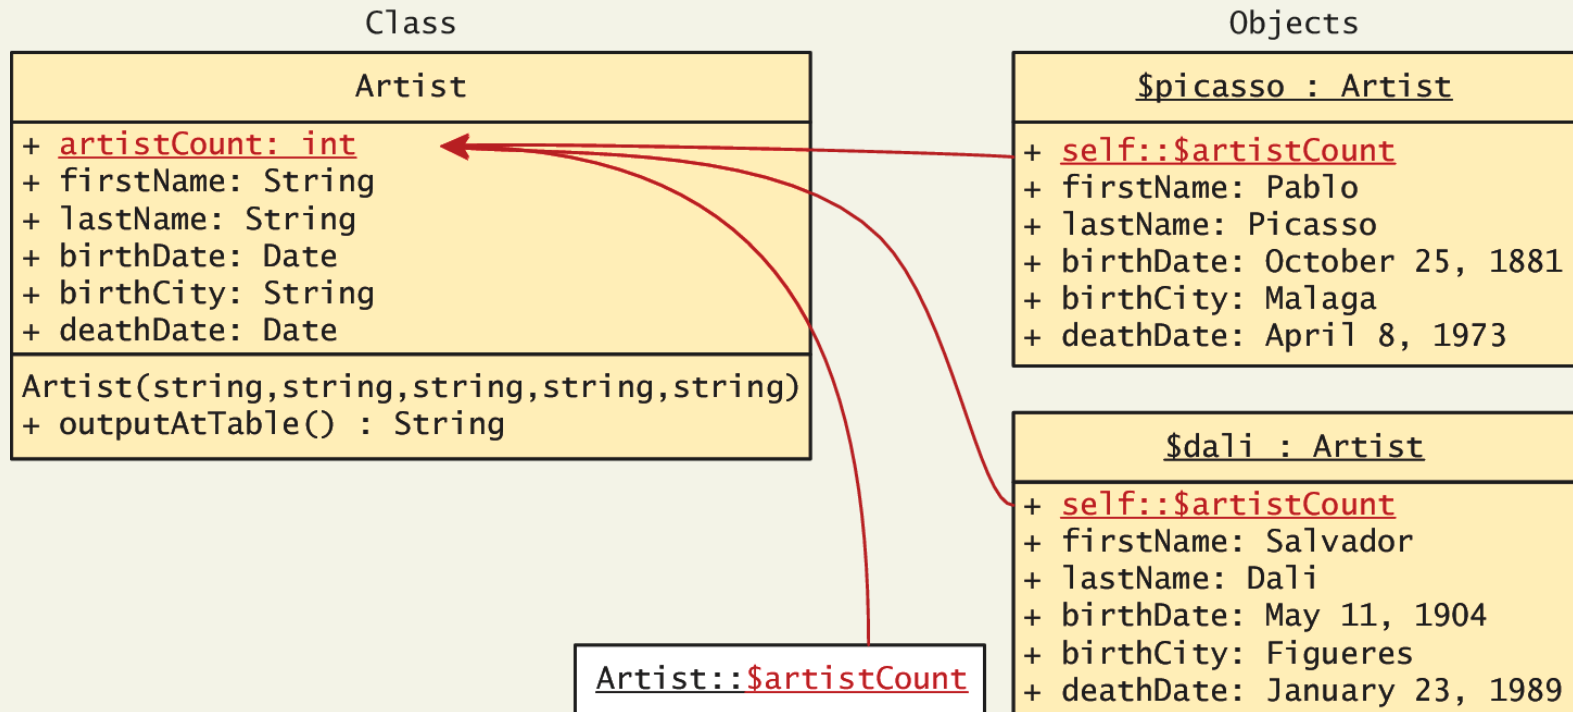 Class
Artist
+ artistCount: int
+ firstName: String
+ lastName: String
+ birthDate: Date
+ birthCity: String
+ deathDate: Date
Artist(string,string,string,string,string)
+ outputAtTable() : String
Artist::$artistCount
Objects
$picasso : Artist
+ self::$artistCount
+ firstName: Pablo
+ lastName: Picasso
+ birthDate: October 25, 1881
+ birthCity: Malaga
+ deathDate: April 8, 1973
$dali : Artist
+ self::$artistCount
+ firstName: Salvador
+ lastName: Dali
+ birthDate: May 11, 1904
+ birthCity: Figueres
+ deathDate: January 23, 1989